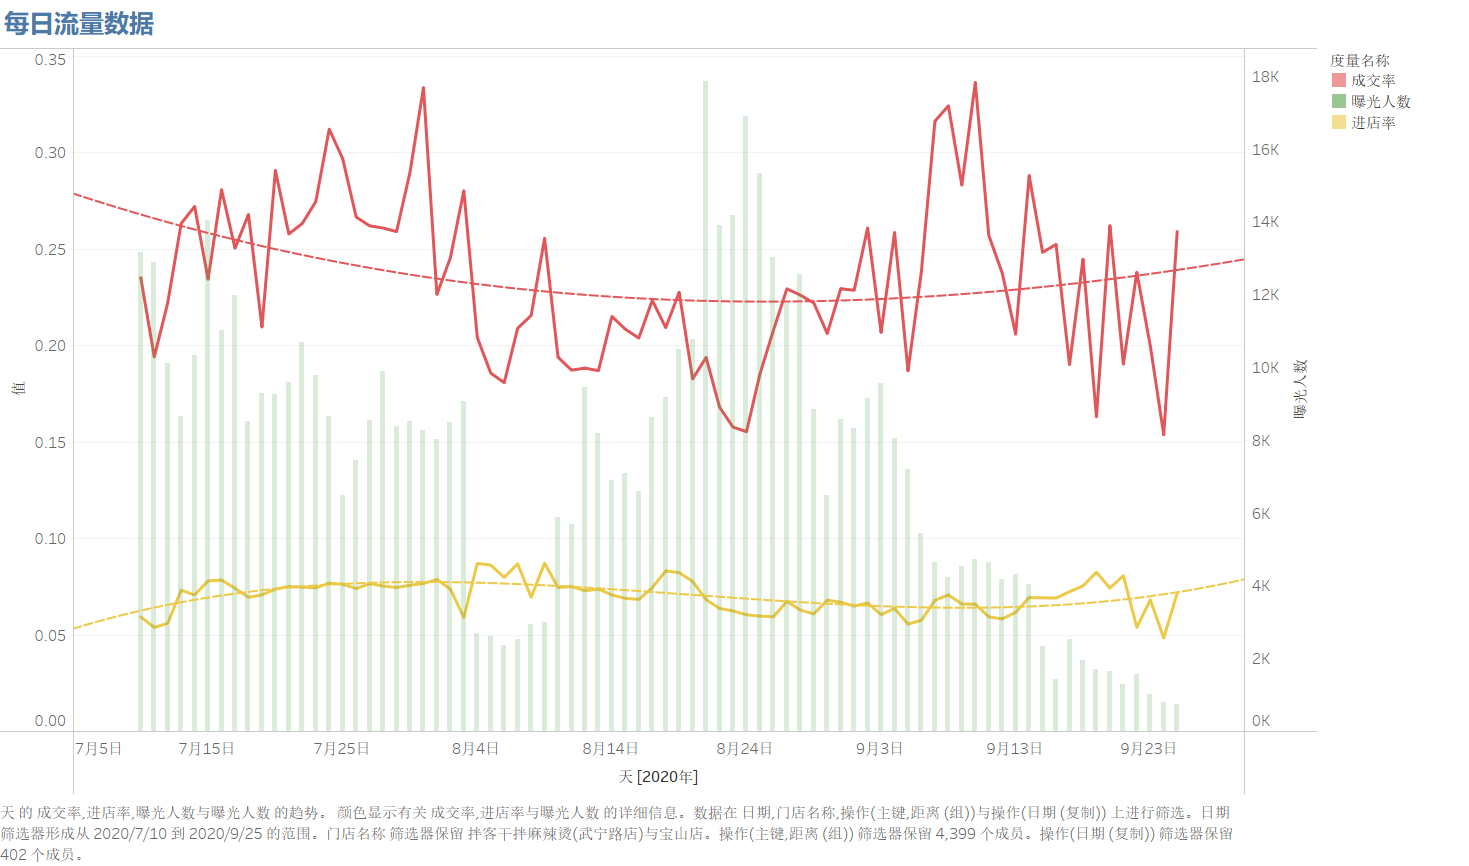 每日流量数据
度量名称
成交率
曝光人数
进店率
0.35
0.30
0.25
0.20
0.15
0.10
0.05
0.00
值
18K
16K
14K
12K
10K
8K
6K
4K
2K
0K
曝光人数
7月5日 7月15日 7月25日 8月4日 8月14日 8月24日 9月3日 9月13日 9月23日
天 [2020年]
天 的 成交率,进店率,曝光人数与曝光人数 的趋势。 颜色显示有关 成交率,进店率与曝光人数 的详细信息。数据在 日期,门店名称,操作(主键,距离 (组))与操作(日期 (复制)) 上进行筛选。日期
筛选器形成从 2020/7/10 到 2020/9/25 的范围。门店名称 筛选器保留 拌客干拌麻辣烫(武宁路店)与宝山店。操作(主键,距离 (组)) 筛选器保留 4,399 个成员。操作(日期 (复制)) 筛选器保留
402 个成员。